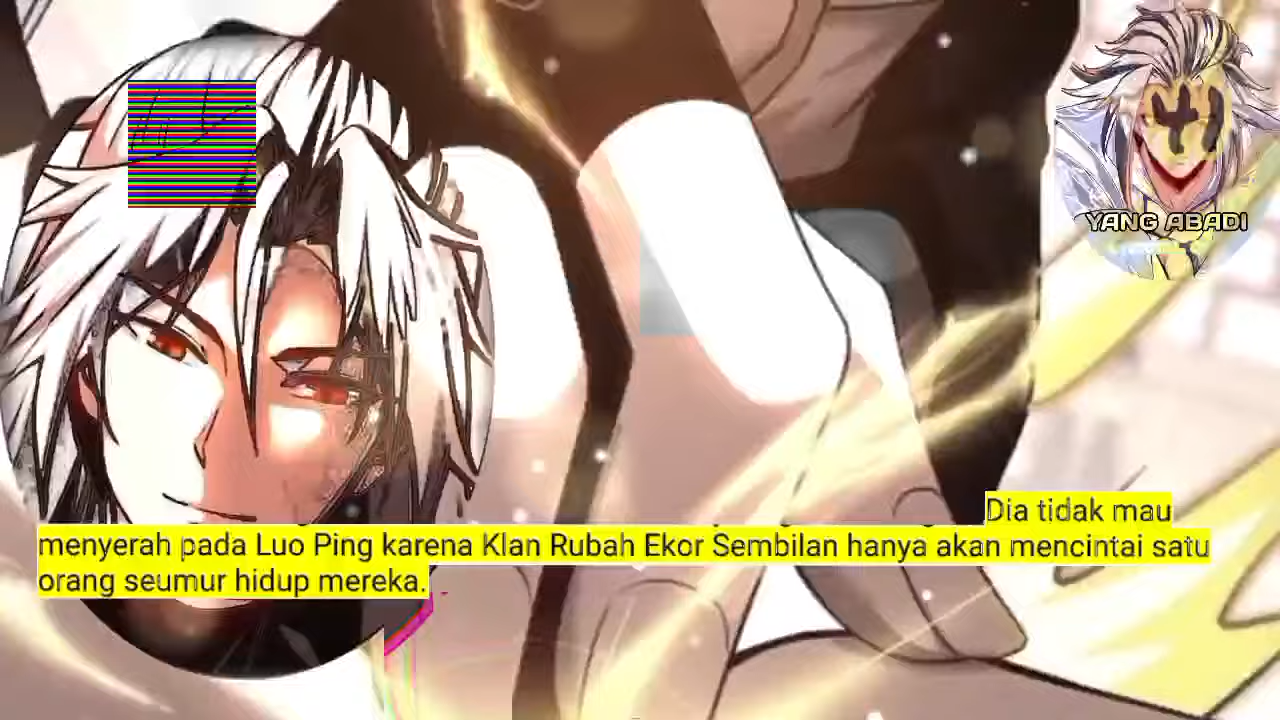 YANG ABADI
Dia tidak mau
menyerah pada Luo Ping karena Klan Rubah Ekor Sembilan hanya akan mencintai satu
orang seumur hidup mereka.